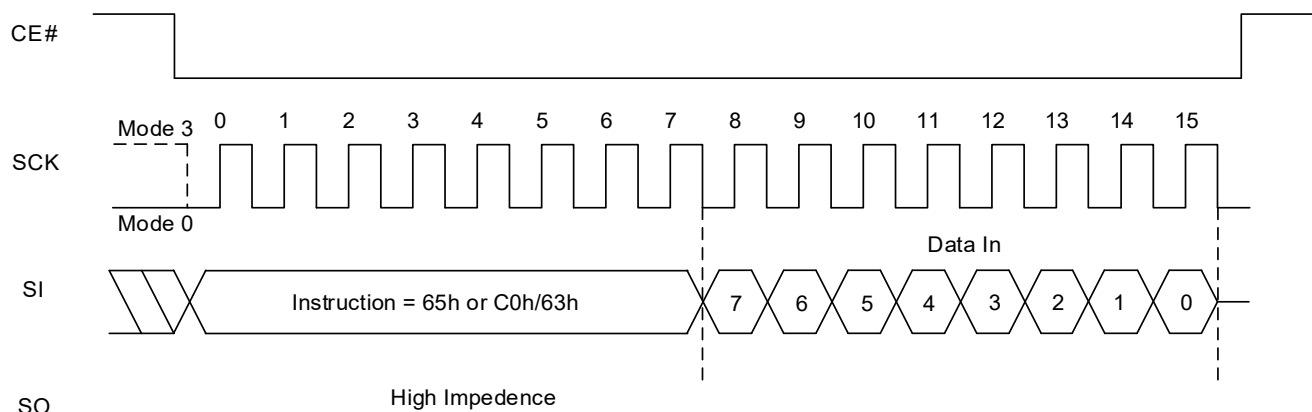 CE#
Mode 3 0 1 2 3 4 5 6 7 8 9 10 11 12 13 14 15
SCK
Mode 0
Data In
SI Instruction = 65h or C0h/63h 7 6 5 4 3 2 1 0
High Impedence
SO